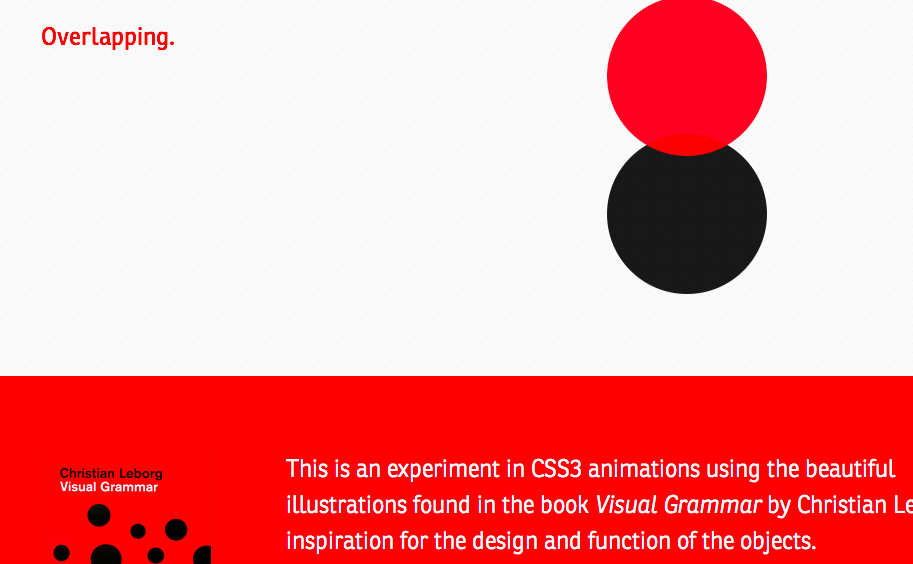 Overlapping.
Christian Leborg
Visual Grammar
This is an experiment in CSS3 animations using the beautiful
illustrations found in the book Visual Grammar by Christian Le
inspiration for the design and function of the objects.